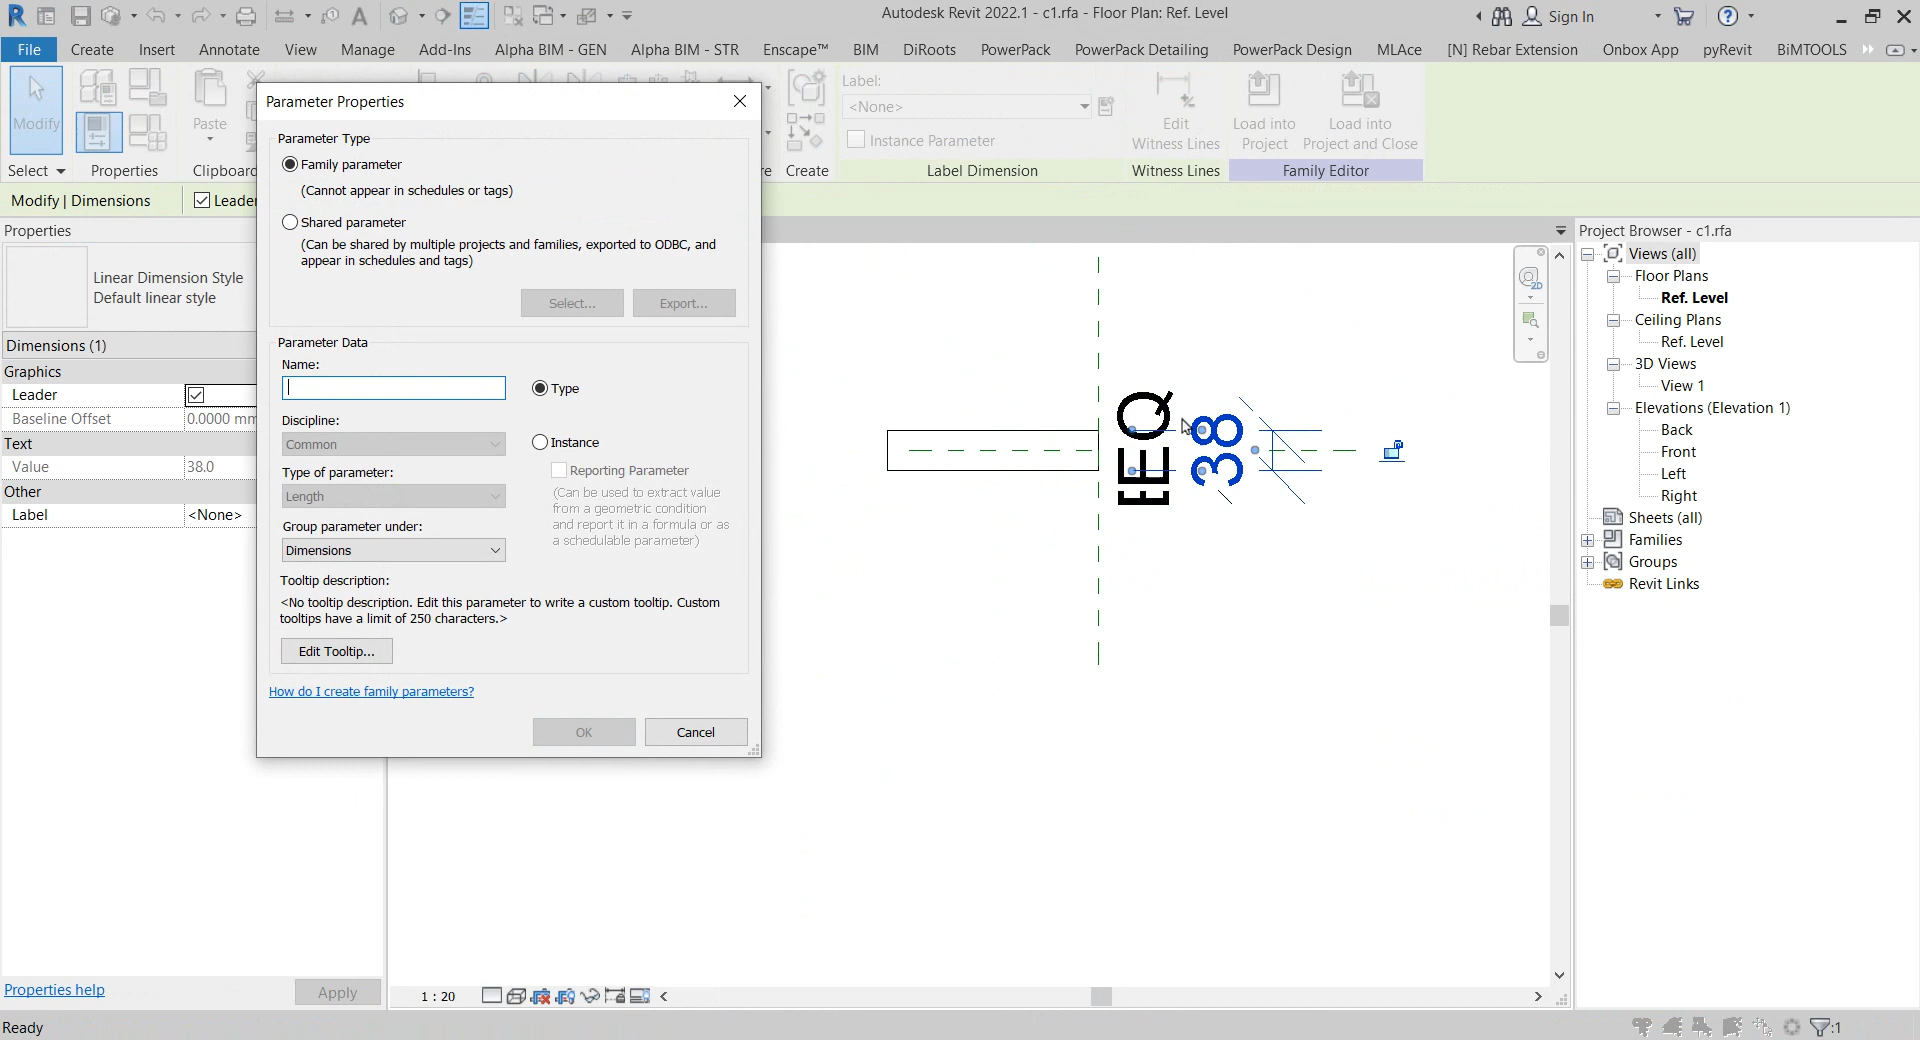 Autodesk Revit 2022.1 - c1.rfa - Floor Plan: Ref. Level
Sign In
File Create Insert Annotate View Manage Add-Ins Alpha BIM - GEN Alpha BIM - STR Enscape™ BIM DiRoots PowerPack PowerPack Detailing PowerPack Design MLAce [N] Rebar Extension Onbox App pyRevit BiMTOOLS
Modify
Paste
Select
Properties
Clipboard
Create
Label:
<None>
Instance Parameter
Label Dimension
Edit
Witness Lines
Witness Lines
Load into
Project
Load into
Project and Close
Family Editor
Modify | Dimensions
Leader
Properties
Linear Dimension Style
Default linear style
Dimensions (1)
Graphics
Leader
Baseline Offset 0.0000 mm
Text
Value 38.0
Other
Label <None>
Properties help
Apply
Parameter Properties
Parameter Type
Family parameter
(Cannot appear in schedules or tags)
Shared parameter
(Can be shared by multiple projects and families, exported to ODBC, and
appear in schedules and tags)
Select...
Export...
Parameter Data
Name:
Type
Discipline:
Common
Instance
Type of parameter:
Reporting Parameter
Length
(Can be used to extract value
from a geometric condition
and report it in a formula or as
a schedulable parameter)
Group parameter under:
Dimensions
Tooltip description:
<No tooltip description. Edit this parameter to write a custom tooltip. Custom
tooltips have a limit of 250 characters.>
Edit Tooltip...
How do I create family parameters?
OK
Cancel
38
2D
Project Browser - c1.rfa
Views (all)
Floor Plans
Ref. Level
Ceiling Plans
Ref. Level
3D Views
View 1
Elevations (Elevation 1)
Back
Front
Left
Right
Sheets (all)
Families
Groups
Revit Links
1 : 20
Ready
:1